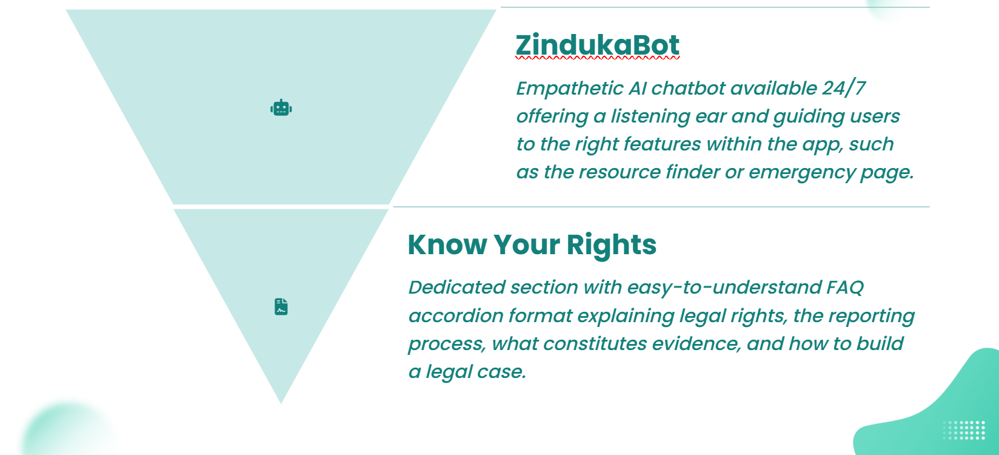 ZindukaBot
Empathetic AI chatbot available 24/7
offering a listening ear and guiding users
to the right features within the app, such
as the resource finder or emergency page.
Know Your Rights
Dedicated section with easy-to-understand FAQ
accordion format explaining legal rights, the reporting
process, what constitutes evidence, and how to build
a legal case.